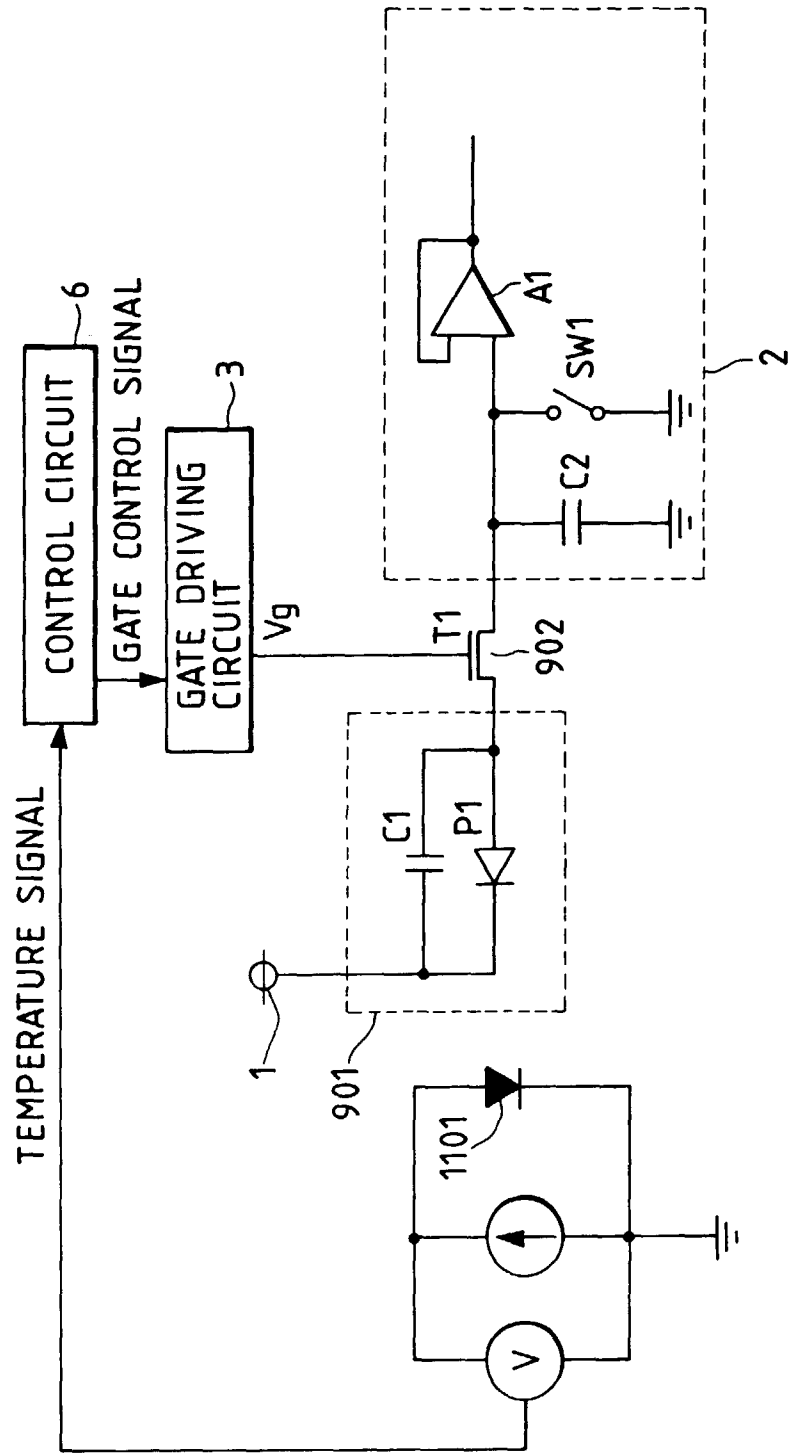 TEMPERATURE SIGNAL
CONTROL CIRCUIT
6
GATE CONTROL SIGNAL
GATE DRIVING
CIRCUIT
3
Vg
1
901
C1
P1
T1
902
C2
SW1
A1
2
1101
V